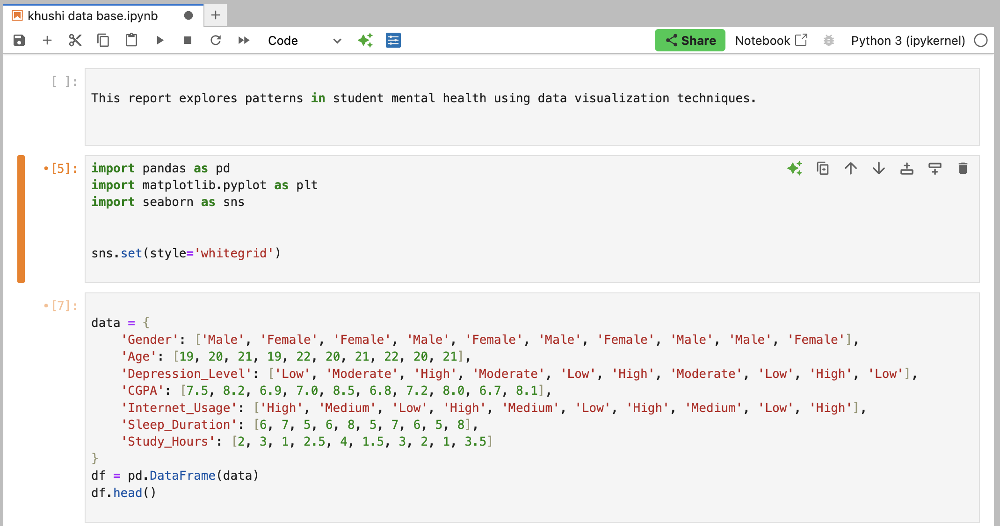 khushi data base.ipynb
Code
Share
Notebook
Python 3 (ipykernel)
[ ]:
This report explores patterns in student mental health using data visualization techniques.
[5]:
import pandas as pd
import matplotlib.pyplot as plt
import seaborn as sns
sns.set(style='whitegrid')
[7]:
data = {
    'Gender': ['Male', 'Female', 'Female', 'Male', 'Female', 'Male', 'Female', 'Male', 'Male', 'Female'],
    'Age': [19, 20, 21, 19, 22, 20, 21, 22, 20, 21],
    'Depression_Level': ['Low', 'Moderate', 'High', 'Moderate', 'Low', 'High', 'Moderate', 'Low', 'High', 'Low'],
    'CGPA': [7.5, 8.2, 6.9, 7.0, 8.5, 6.8, 7.2, 8.0, 6.7, 8.1],
    'Internet_Usage': ['High', 'Medium', 'Low', 'High', 'Medium', 'Low', 'High', 'Medium', 'Low', 'High'],
    'Sleep_Duration': [6, 7, 5, 6, 8, 5, 7, 6, 5, 8],
    'Study_Hours': [2, 3, 1, 2.5, 4, 1.5, 3, 2, 1, 3.5]
}
df = pd.DataFrame(data)
df.head()